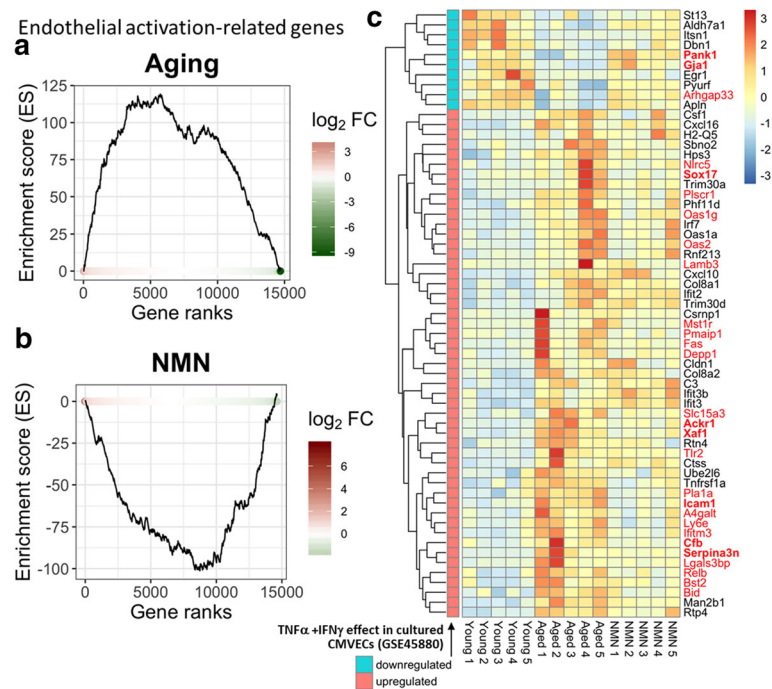 Endothelial activation-related genes
a
Aging
Enrichment score (ES)
125
100
75
50
25
0
0
5000
10000
15000
Gene ranks
log2 FC
3
0
-3
-6
-9
b
NMN
Enrichment score (ES)
0
-25
-50
-75
-100
0
5000
10000
15000
Gene ranks
log2 FC
8
6
4
2
0
c
St13
Aldh7a1
Itsn1
Dbn1
Pank1
Gja1
Egr1
Pyurf
Arhgap33
Apln
Csf1
Cxcl16
H2-Q5
Sbno2
Hps3
Nlrc5
Sox17
Trim30a
Plscr1
Phf11d
Oas1g
Irf7
Oas1a
Oas2
Rnf213
Lamb3
Cxcl10
Col8a1
Ifit2
Trim30d
Csrnp1
Mst1r
Pmaip1
Fas
Depp1
Cldn1
Col8a2
C3
Ifit3b
Ifit3
Slc15a3
Ackr1
Xaf1
Rtn4
Tlr2
Ctss
Ube2l6
Tnfrsf1a
Pla1a
Icam1
A4galt
Ly6e
Ifitm3
Cfb
Serpina3n
Lgals3bp
Relb
Bst2
Bid
Man2b1
Rtp4
3
2
1
0
-1
-2
-3
Young 1
Young 2
Young 3
Young 4
Young 5
Aged 1
Aged 2
Aged 3
Aged 4
Aged 5
NMN 1
NMN 2
NMN 3
NMN 4
NMN 5
TNFα +IFNγ effect in cultured
CMVECs (GSE45880)
downregulated
upregulated